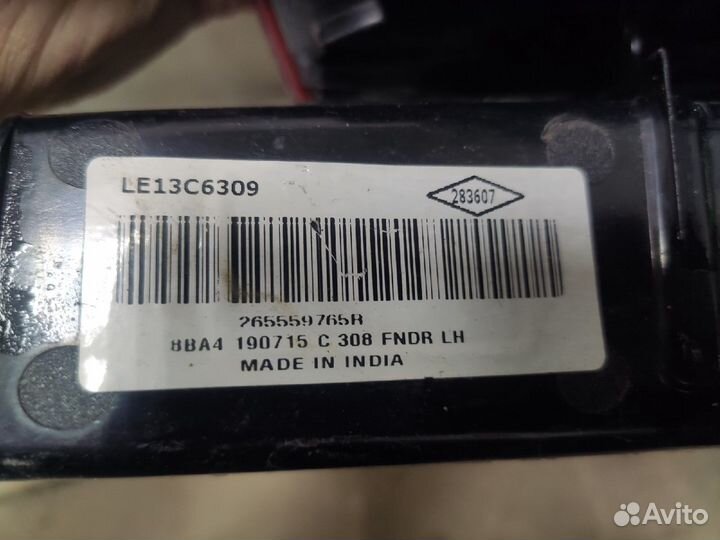 LE13C6309
283607
265559765R
8BA4 190715 C 308 FNDR LH
MADE IN INDIA
Avito